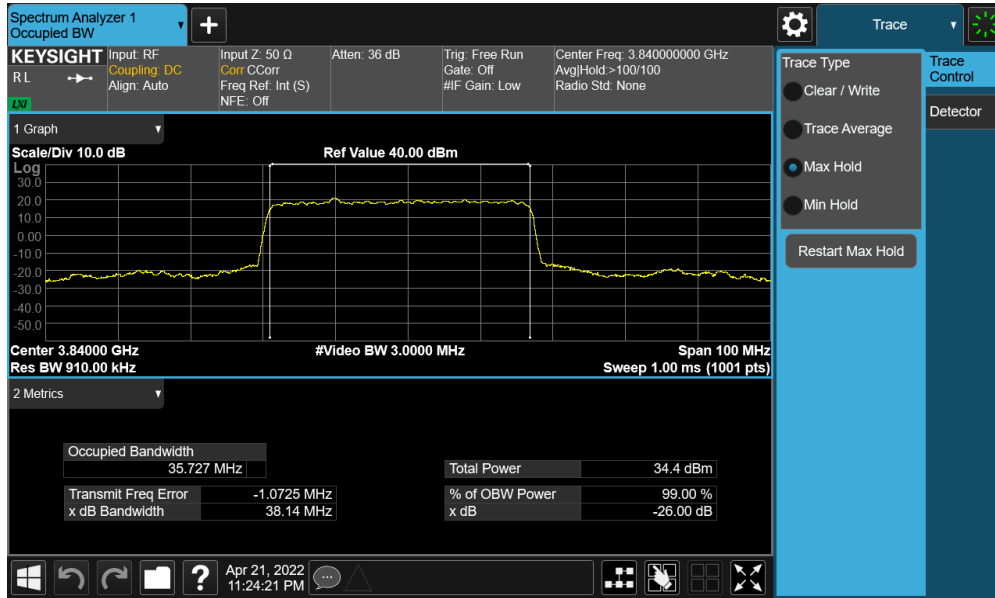 Spectrum Analyzer 1
Occupied BW
+
Trace
KEYSIGHT
RL
LXI
Input: RF
Coupling: DC
Align: Auto
Input Z: 50 Ω
Corr CCorr
Freq Ref: Int (S)
NFE: Off
Atten: 36 dB
Trig: Free Run
Gate: Off
#IF Gain: Low
Center Freq: 3.840000000 GHz
Avg|Hold:>100/100
Radio Std: None
Trace Type
Clear / Write
Trace Average
Max Hold
Min Hold
Restart Max Hold
Trace
Control
Detector
1 Graph
Scale/Div 10.0 dB
Ref Value 40.00 dBm
Log
30.0
20.0
10.0
0.00
-10.0
-20.0
-30.0
-40.0
-50.0
Center 3.84000 GHz
#Video BW 3.0000 MHz
Span 100 MHz
Res BW 910.00 kHz
Sweep 1.00 ms (1001 pts)
2 Metrics
Occupied Bandwidth
35.727 MHz
Total Power 34.4 dBm
Transmit Freq Error -1.0725 MHz
% of OBW Power 99.00 %
x dB Bandwidth 38.14 MHz
x dB -26.00 dB
?
Apr 21, 2022
11:24:21 PM